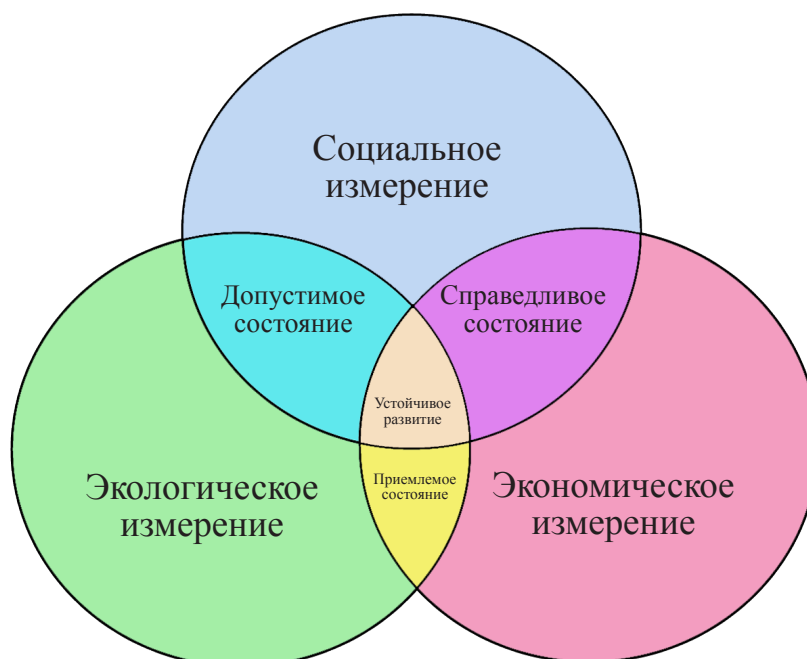 Социальное
измерение
Допустимое
состояние
Справедливое
состояние
Устойчивое
развитие
Экологическое
измерение
Приемлемое
состояние
Экономическое
измерение